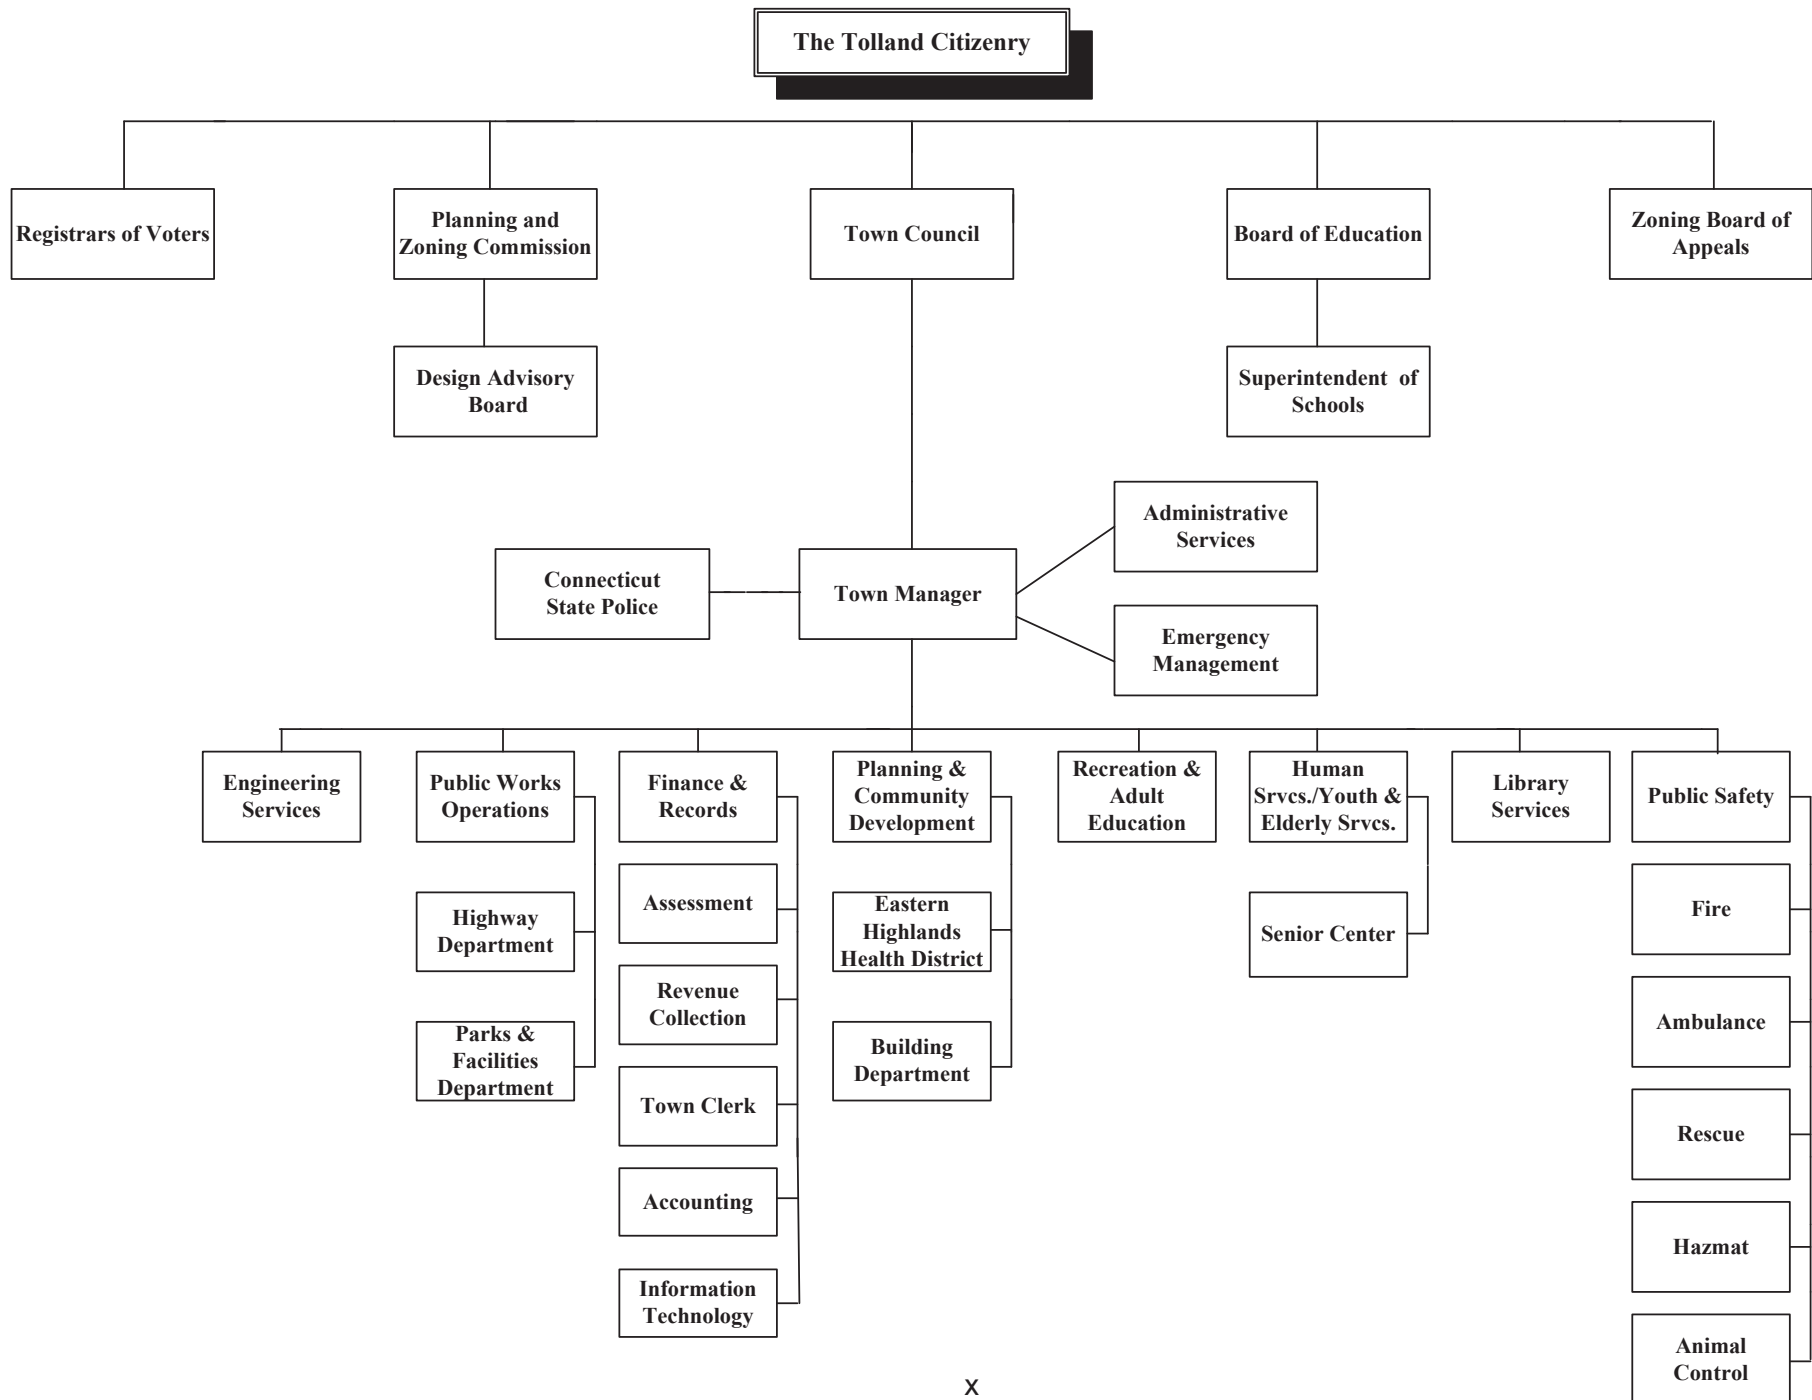 The Tolland Citizenry
Registrars of Voters
Planning and
Zoning Commission
Town Council
Board of Education
Zoning Board of
Appeals
Design Advisory
Board
Superintendent of
Schools
Administrative
Services
Connecticut
State Police
Town Manager
Emergency
Management
Engineering
Services
Public Works
Operations
Finance &
Records
Planning &
Community
Development
Recreation &
Adult
Education
Human
Srvcs./Youth &
Elderly Srvcs.
Library
Services
Public Safety
Highway
Department
Parks &
Facilities
Department
Assessment
Revenue
Collection
Town Clerk
Accounting
Information
Technology
Eastern
Highlands
Health District
Building
Department
Senior Center
Fire
Ambulance
Rescue
Hazmat
Animal
Control
x